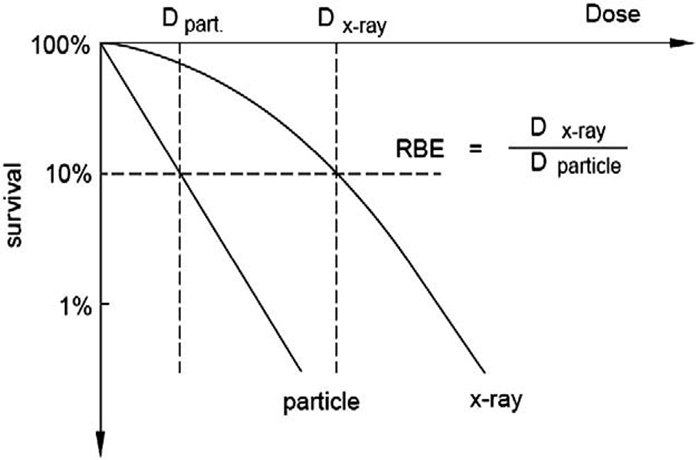 D part.
D x-ray
Dose
100%
RBE = D x-ray
D particle
10%
survival
1%
particle
x-ray